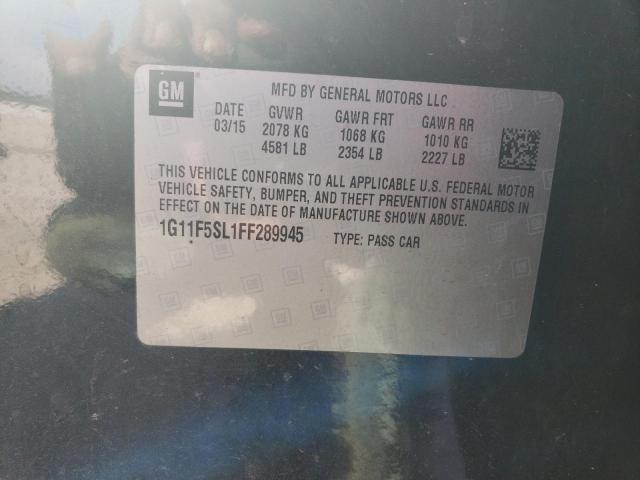 GM
MFD BY GENERAL MOTORS LLC
DATE GVWR GAWR FRT GAWR RR
03/15 2078 KG 1068 KG 1010 KG
4581 LB 2354 LB 2227 LB
THIS VEHICLE CONFORMS TO ALL APPLICABLE U.S. FEDERAL MOTOR
VEHICLE SAFETY, BUMPER, AND THEFT PREVENTION STANDARDS IN
EFFECT ON THE DATE OF MANUFACTURE SHOWN ABOVE.
1G11F5SL1FF289945 TYPE: PASS CAR